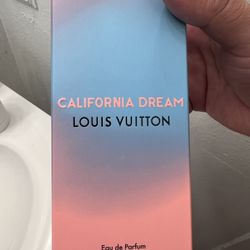 CALIFORNIA DREAM
LOUIS VUITTON
Eau de Parfum